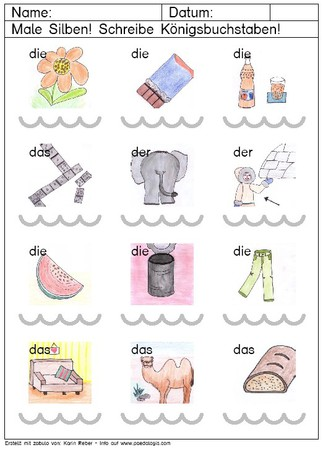 Name: Datum:
Male Silben! Schreibe Königsbuchstaben!
die die die
das der der
die die die
das das das
Erstellt mit zabulo von: Karin Reber - Info auf www.paedalogis.com